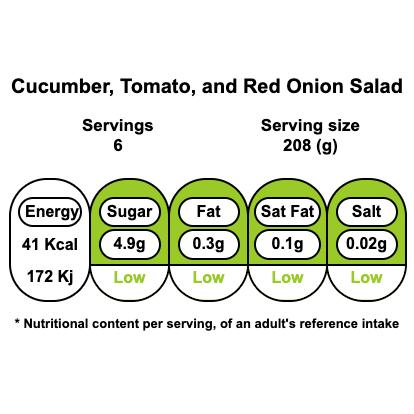 Cucumber, Tomato, and Red Onion Salad
Servings
6
Serving size
208 (g)
Energy
41 Kcal
172 Kj
Sugar
4.9g
Low
Fat
0.3g
Low
Sat Fat
0.1g
Low
Salt
0.02g
Low
* Nutritional content per serving, of an adult's reference intake